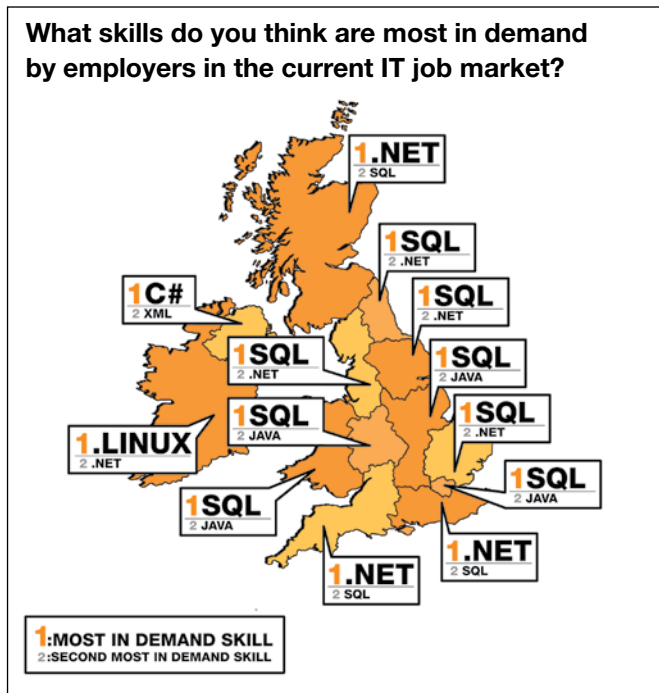 What skills do you think are most in demand
by employers in the current IT job market?
1.NET
2 SQL
1SQL
2 .NET
1C#
2 XML
1SQL
2 .NET
1SQL
2 .NET
1SQL
2 JAVA
1SQL
2 JAVA
1SQL
2 .NET
1.LINUX
2 .NET
1SQL
2 JAVA
1SQL
2 JAVA
1.NET
2 SQL
1.NET
2 SQL
1:MOST IN DEMAND SKILL
2:SECOND MOST IN DEMAND SKILL